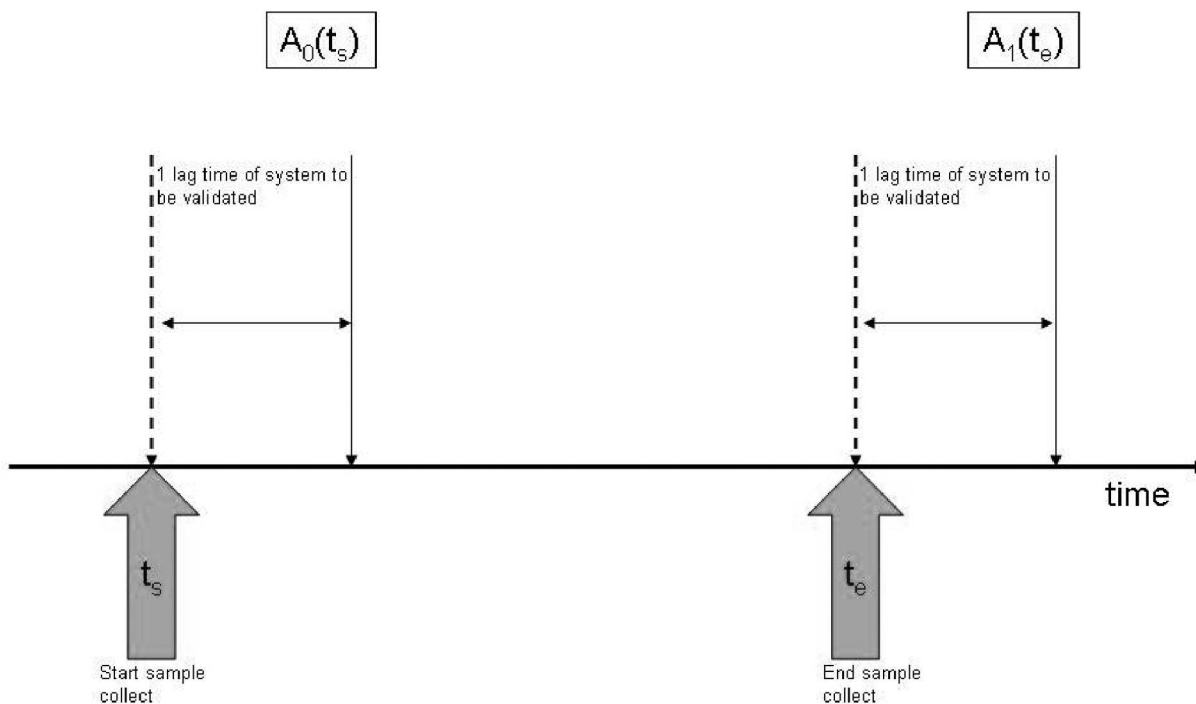 A₀(tₛ)
A₁(tₑ)
1 lag time of system to
be validated
1 lag time of system to
be validated
time
tₛ
tₑ
Start sample
collect
End sample
collect